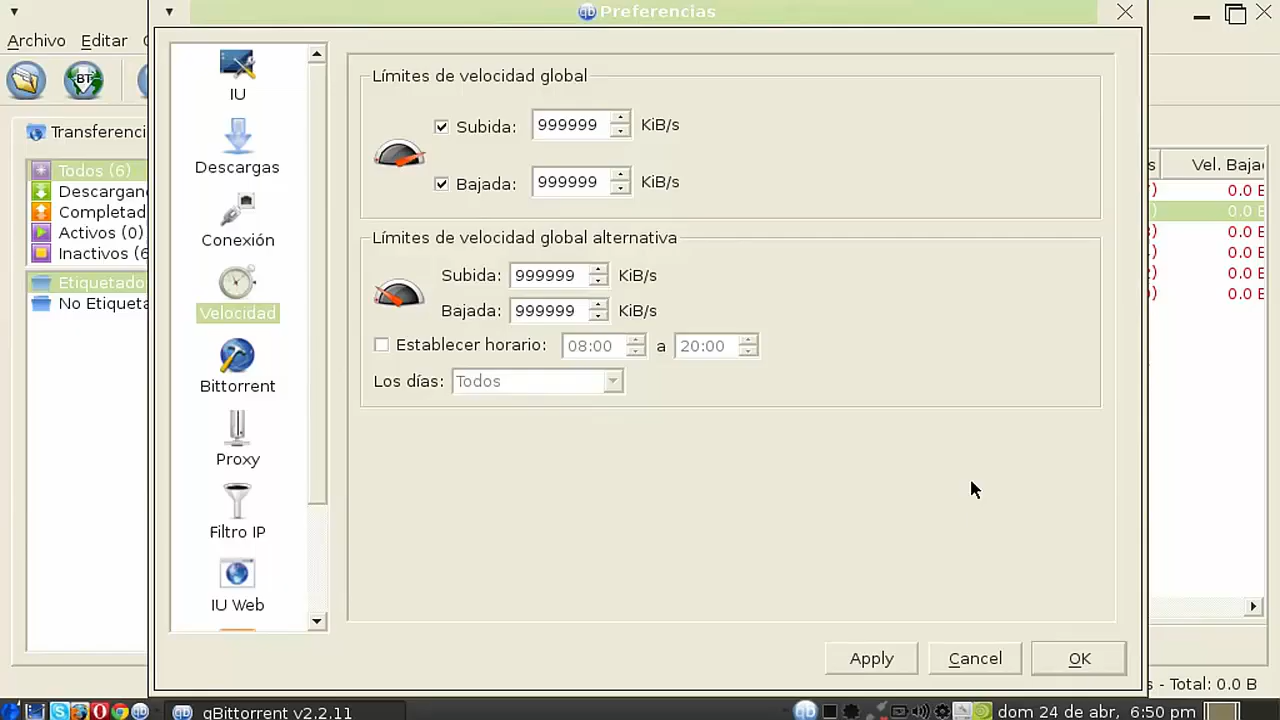 Preferencias
Archivo Editar
IU
Descargas
Conexión
Velocidad
Bittorrent
Proxy
Filtro IP
IU Web
Límites de velocidad global
Subida: 999999 KiB/s
Bajada: 999999 KiB/s
Límites de velocidad global alternativa
Subida: 999999 KiB/s
Bajada: 999999 KiB/s
Establecer horario: 08:00 a 20:00
Los días: Todos
Apply Cancel OK
BT
Transferenci
Todos (6)
Descargand
Completad
Activos (0)
Inactivos (6
Etiquetado
No Etiqueta
s Vel. Bajad
0.0 B
0.0 B
0.0 B
0.0 B
0.0 B
0.0 B
s - Total: 0.0 B
qBittorrent v2.2.11
dom 24 de abr, 6:50 pm